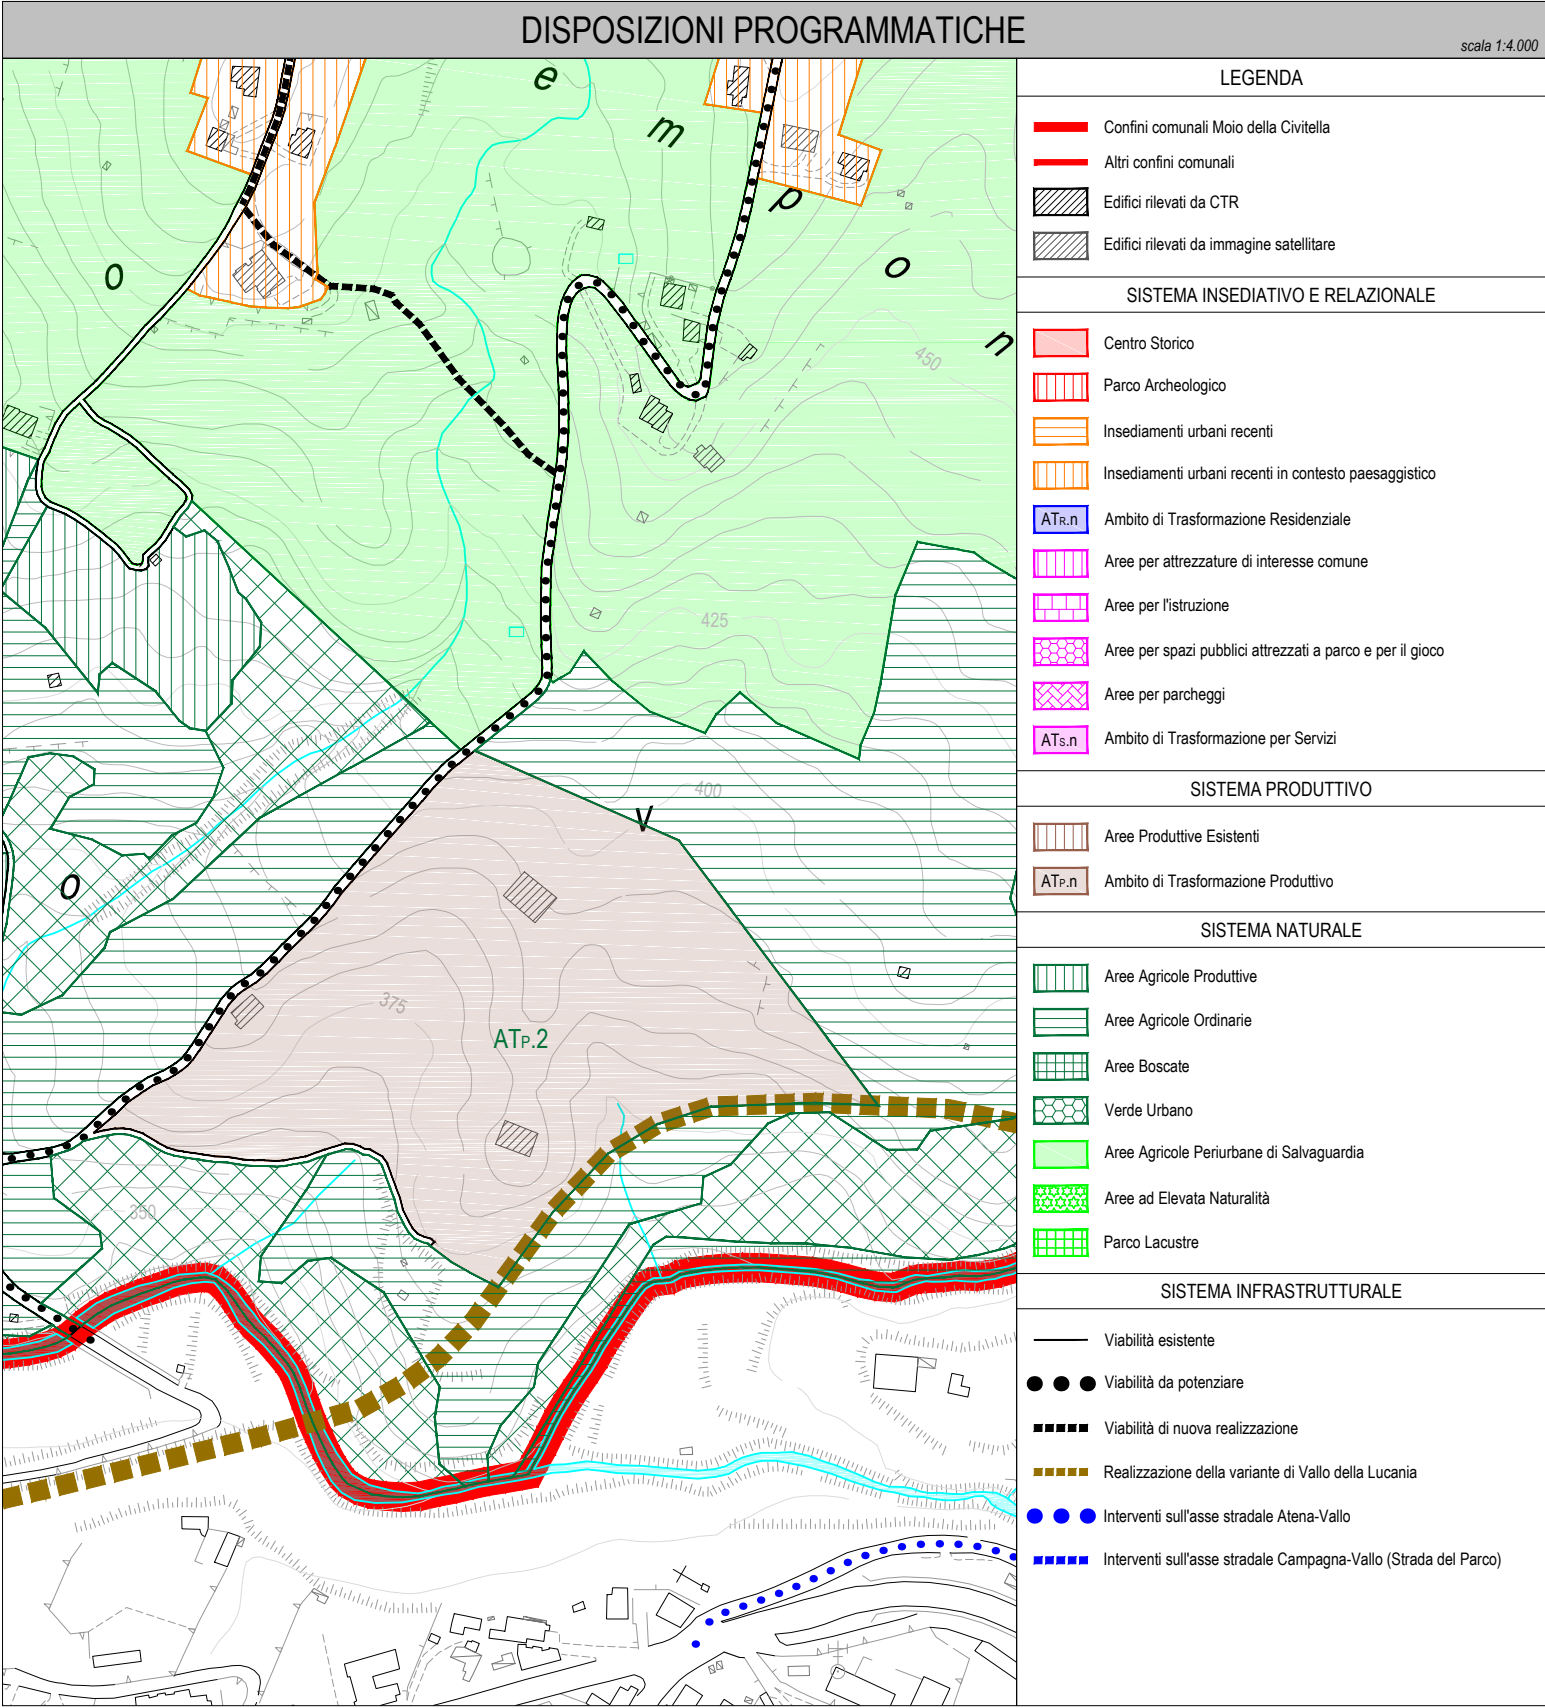 DISPOSIZIONI PROGRAMMATICHE
scala 1:4.000
e
m
p
o
n
o
450
425
400
v
o
375
ATP.2
350
LEGENDA
Confini comunali Moio della Civitella
Altri confini comunali
Edifici rilevati da CTR
Edifici rilevati da immagine satellitare
SISTEMA INSEDIATIVO E RELAZIONALE
Centro Storico
Parco Archeologico
Insediamenti urbani recenti
Insediamenti urbani recenti in contesto paesaggistico
ATR.n Ambito di Trasformazione Residenziale
Aree per attrezzature di interesse comune
Aree per l'istruzione
Aree per spazi pubblici attrezzati a parco e per il gioco
Aree per parcheggi
ATS.n Ambito di Trasformazione per Servizi
SISTEMA PRODUTTIVO
Aree Produttive Esistenti
ATP.n Ambito di Trasformazione Produttivo
SISTEMA NATURALE
Aree Agricole Produttive
Aree Agricole Ordinarie
Aree Boscate
Verde Urbano
Aree Agricole Periurbane di Salvaguardia
Aree ad Elevata Naturalità
Parco Lacustre
SISTEMA INFRASTRUTTURALE
Viabilità esistente
Viabilità da potenziare
Viabilità di nuova realizzazione
Realizzazione della variante di Vallo della Lucania
Interventi sull'asse stradale Atena-Vallo
Interventi sull'asse stradale Campagna-Vallo (Strada del Parco)